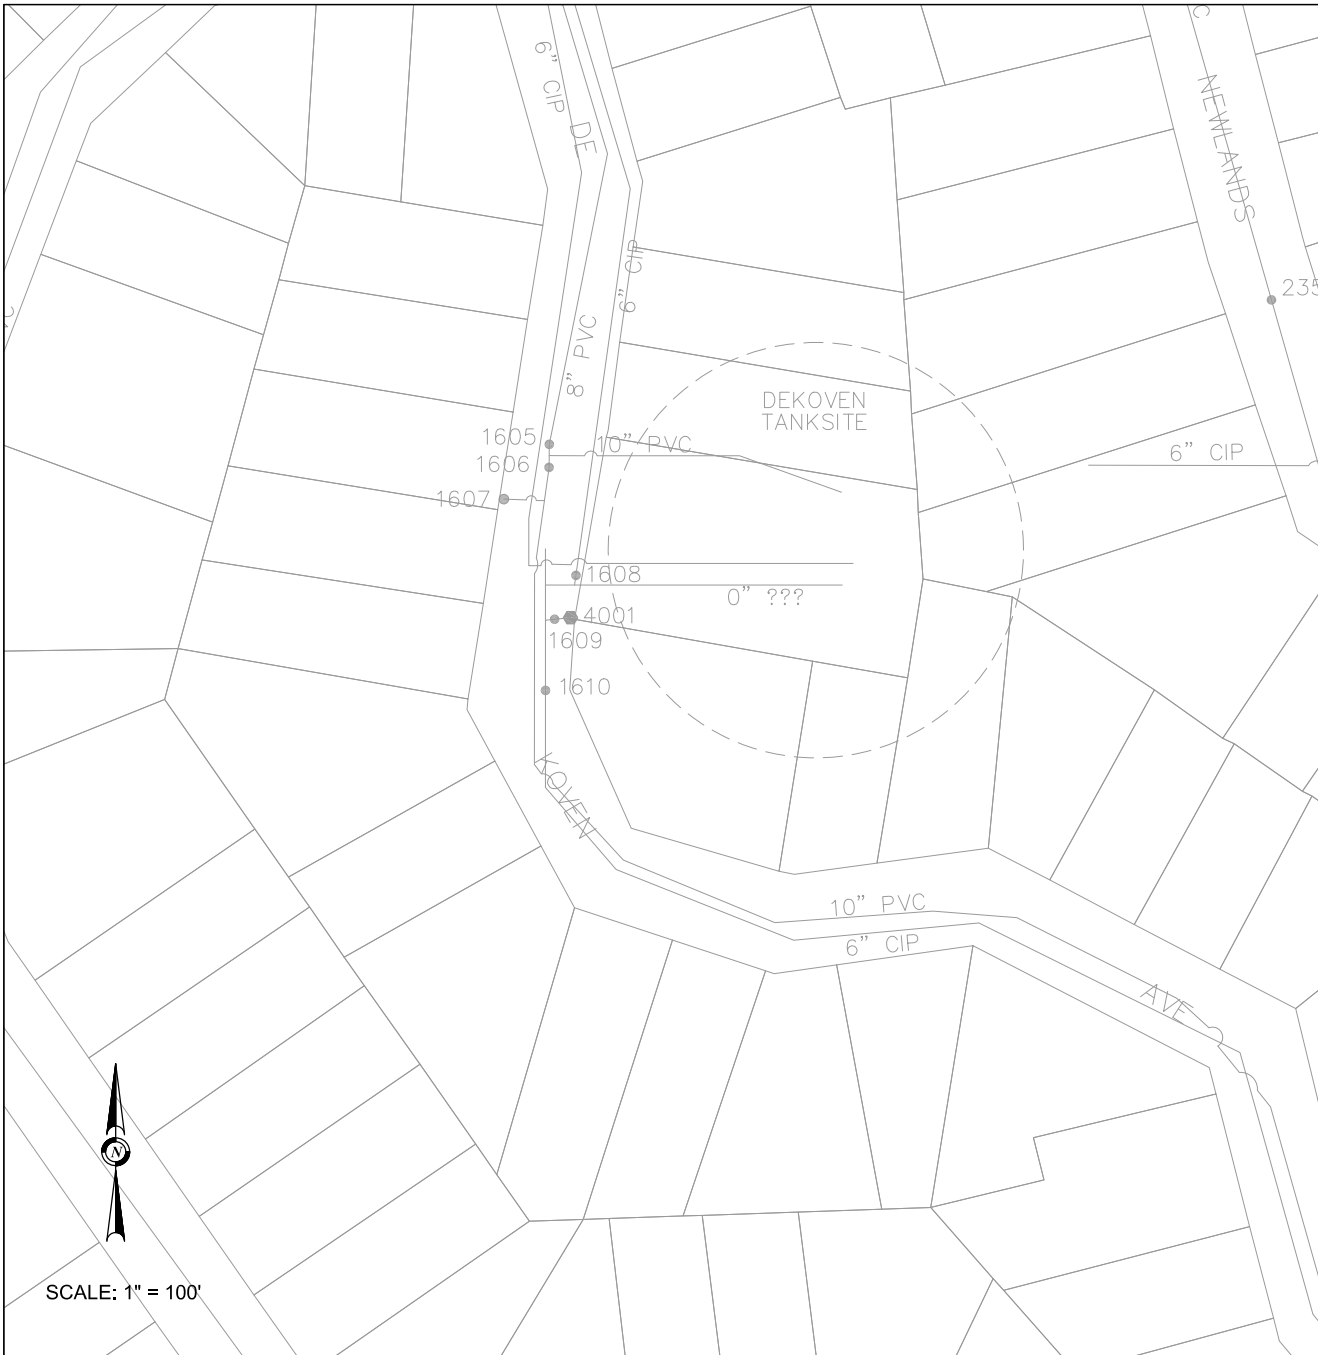 6" CIP
DE
NEWLANDS
6" CIP
235
8" PVC
DEKOVEN
TANKSITE
1605
10" PVC
6" CIP
1606
1607
1608
0" ???
4001
1609
1610
KOVEN
10" PVC
6" CIP
AVE
N
SCALE: 1" = 100'